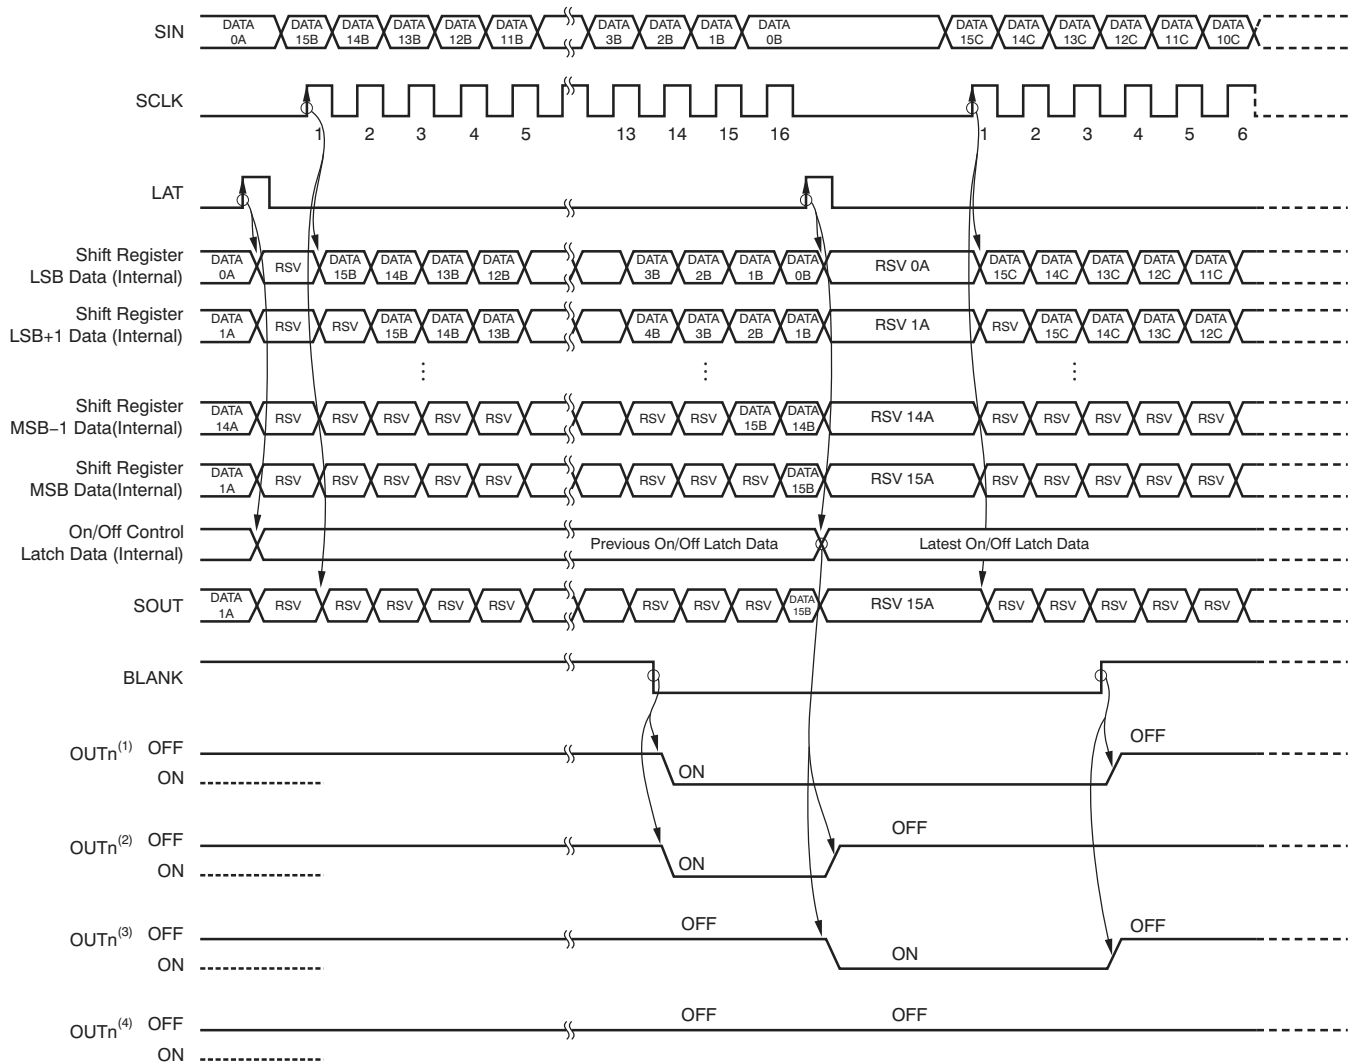 SIN DATA 0A DATA 15B DATA 14B DATA 13B DATA 12B DATA 11B DATA 3B DATA 2B DATA 1B DATA 0B DATA 15C DATA 14C DATA 13C DATA 12C DATA 11C DATA 10C
SCLK
1 2 3 4 5 13 14 15 16 1 2 3 4 5 6
LAT
Shift Register
LSB Data (Internal)
DATA 0A RSV DATA 15B DATA 14B DATA 13B DATA 12B DATA 3B DATA 2B DATA 1B DATA 0B RSV 0A DATA 15C DATA 14C DATA 13C DATA 12C DATA 11C
Shift Register
LSB+1 Data (Internal)
DATA 1A RSV RSV DATA 15B DATA 14B DATA 13B DATA 4B DATA 3B DATA 2B DATA 1B RSV 1A RSV DATA 15C DATA 14C DATA 13C DATA 12C
Shift Register
MSB−1 Data(Internal)
DATA 14A RSV RSV RSV RSV RSV RSV RSV DATA 15B DATA 14B RSV 14A RSV RSV RSV RSV RSV
Shift Register
MSB Data(Internal)
DATA 1A RSV RSV RSV RSV RSV RSV RSV RSV DATA 15B RSV 15A RSV RSV RSV RSV RSV
On/Off Control
Latch Data (Internal)
Previous On/Off Latch Data Latest On/Off Latch Data
SOUT DATA 1A RSV RSV RSV RSV RSV RSV RSV RSV DATA 15B RSV 15A RSV RSV RSV RSV RSV
BLANK
OUTn(1) OFF OFF
ON ON
OUTn(2) OFF OFF
ON ON
OUTn(3) OFF OFF OFF
ON ON
OUTn(4) OFF OFF OFF
ON